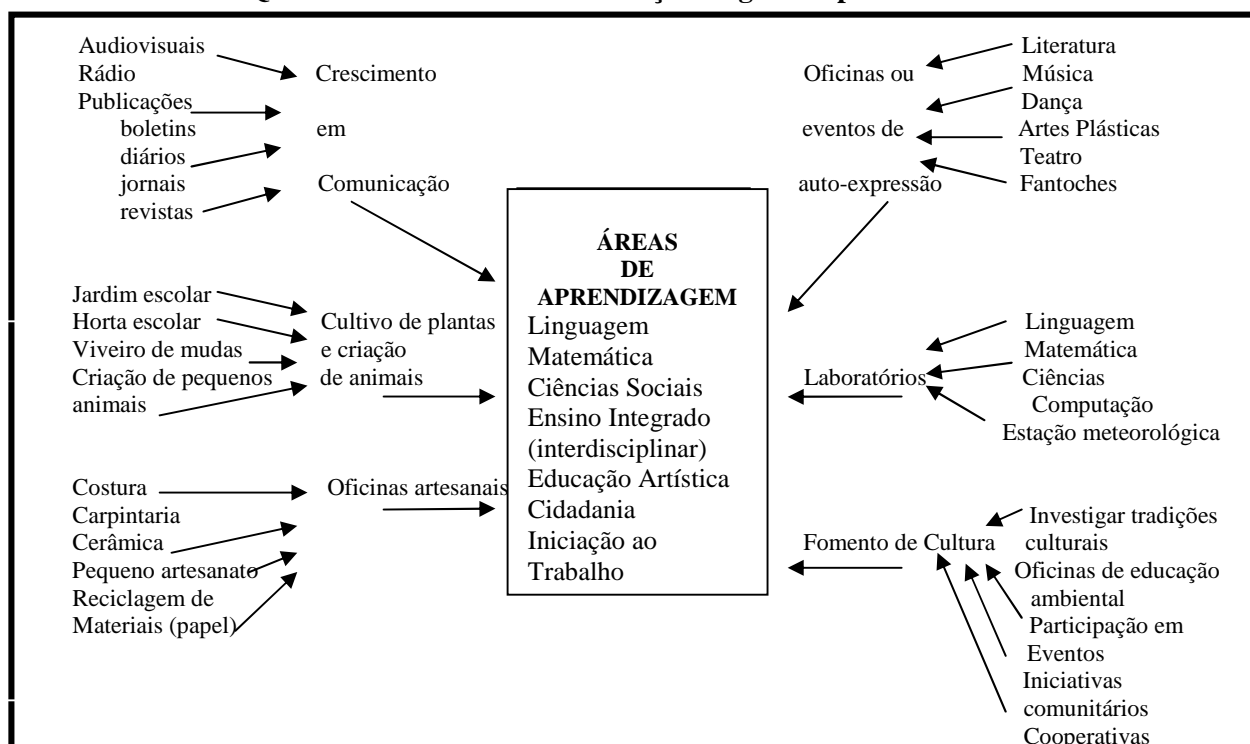 Audiovisuais
Rádio
Publicações
boletins
diários
jornais
revistas
Crescimento
em
Comunicação
Oficinas ou
eventos de
auto-expressão
Literatura
Música
Dança
Artes Plásticas
Teatro
Fantoches
ÁREAS
DE
APRENDIZAGEM
Linguagem
Matemática
Ciências Sociais
Ensino Integrado
(interdisciplinar)
Educação Artística
Cidadania
Iniciação ao
Trabalho
Jardim escolar
Horta escolar
Viveiro de mudas
Criação de pequenos
animais
Cultivo de plantas
e criação
de animais
Laboratórios
Linguagem
Matemática
Ciências
Computação
Estação meteorológica
Costura
Carpintaria
Cerâmica
Pequeno artesanato
Reciclagem de
Materiais (papel)
Oficinas artesanais
Fomento de Cultura
Investigar tradições
culturais
Oficinas de educação
ambiental
Participação em
Eventos
Iniciativas
comunitários
Cooperativas